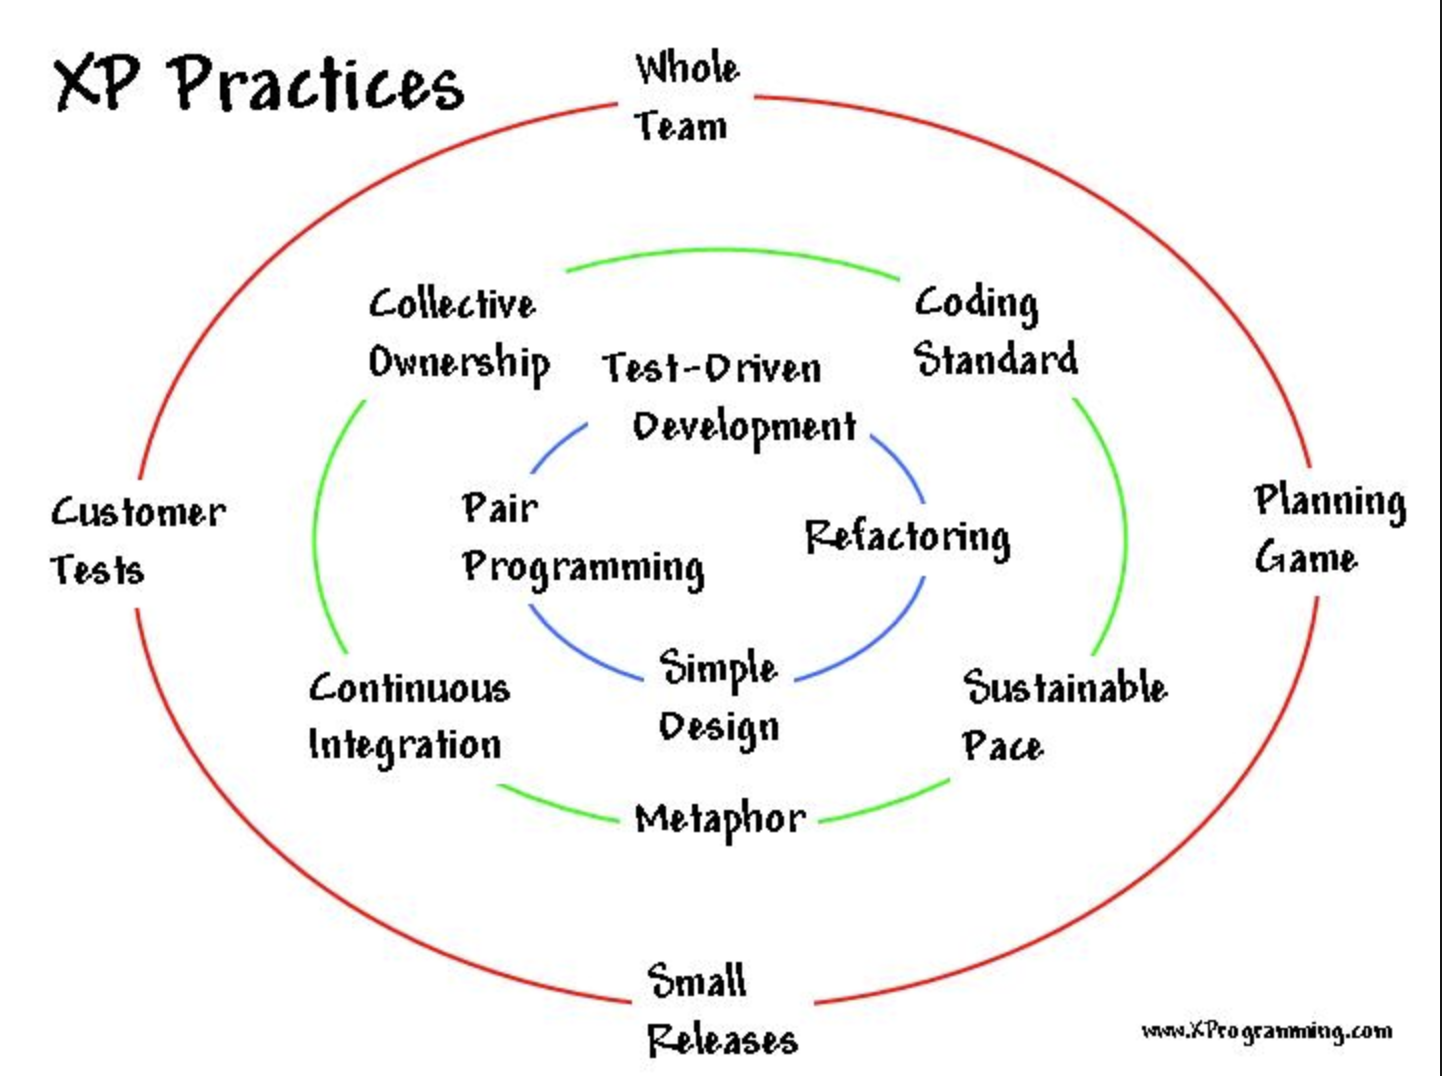 XP Practices
Whole
Team
Collective
Ownership
Coding
Standard
Test-Driven
Development
Customer
Tests
Pair
Programming
Refactoring
Planning
Game
Continuous
Integration
Simple
Design
Sustainable
Pace
Metaphor
Small
Releases
www.XProgramming.com